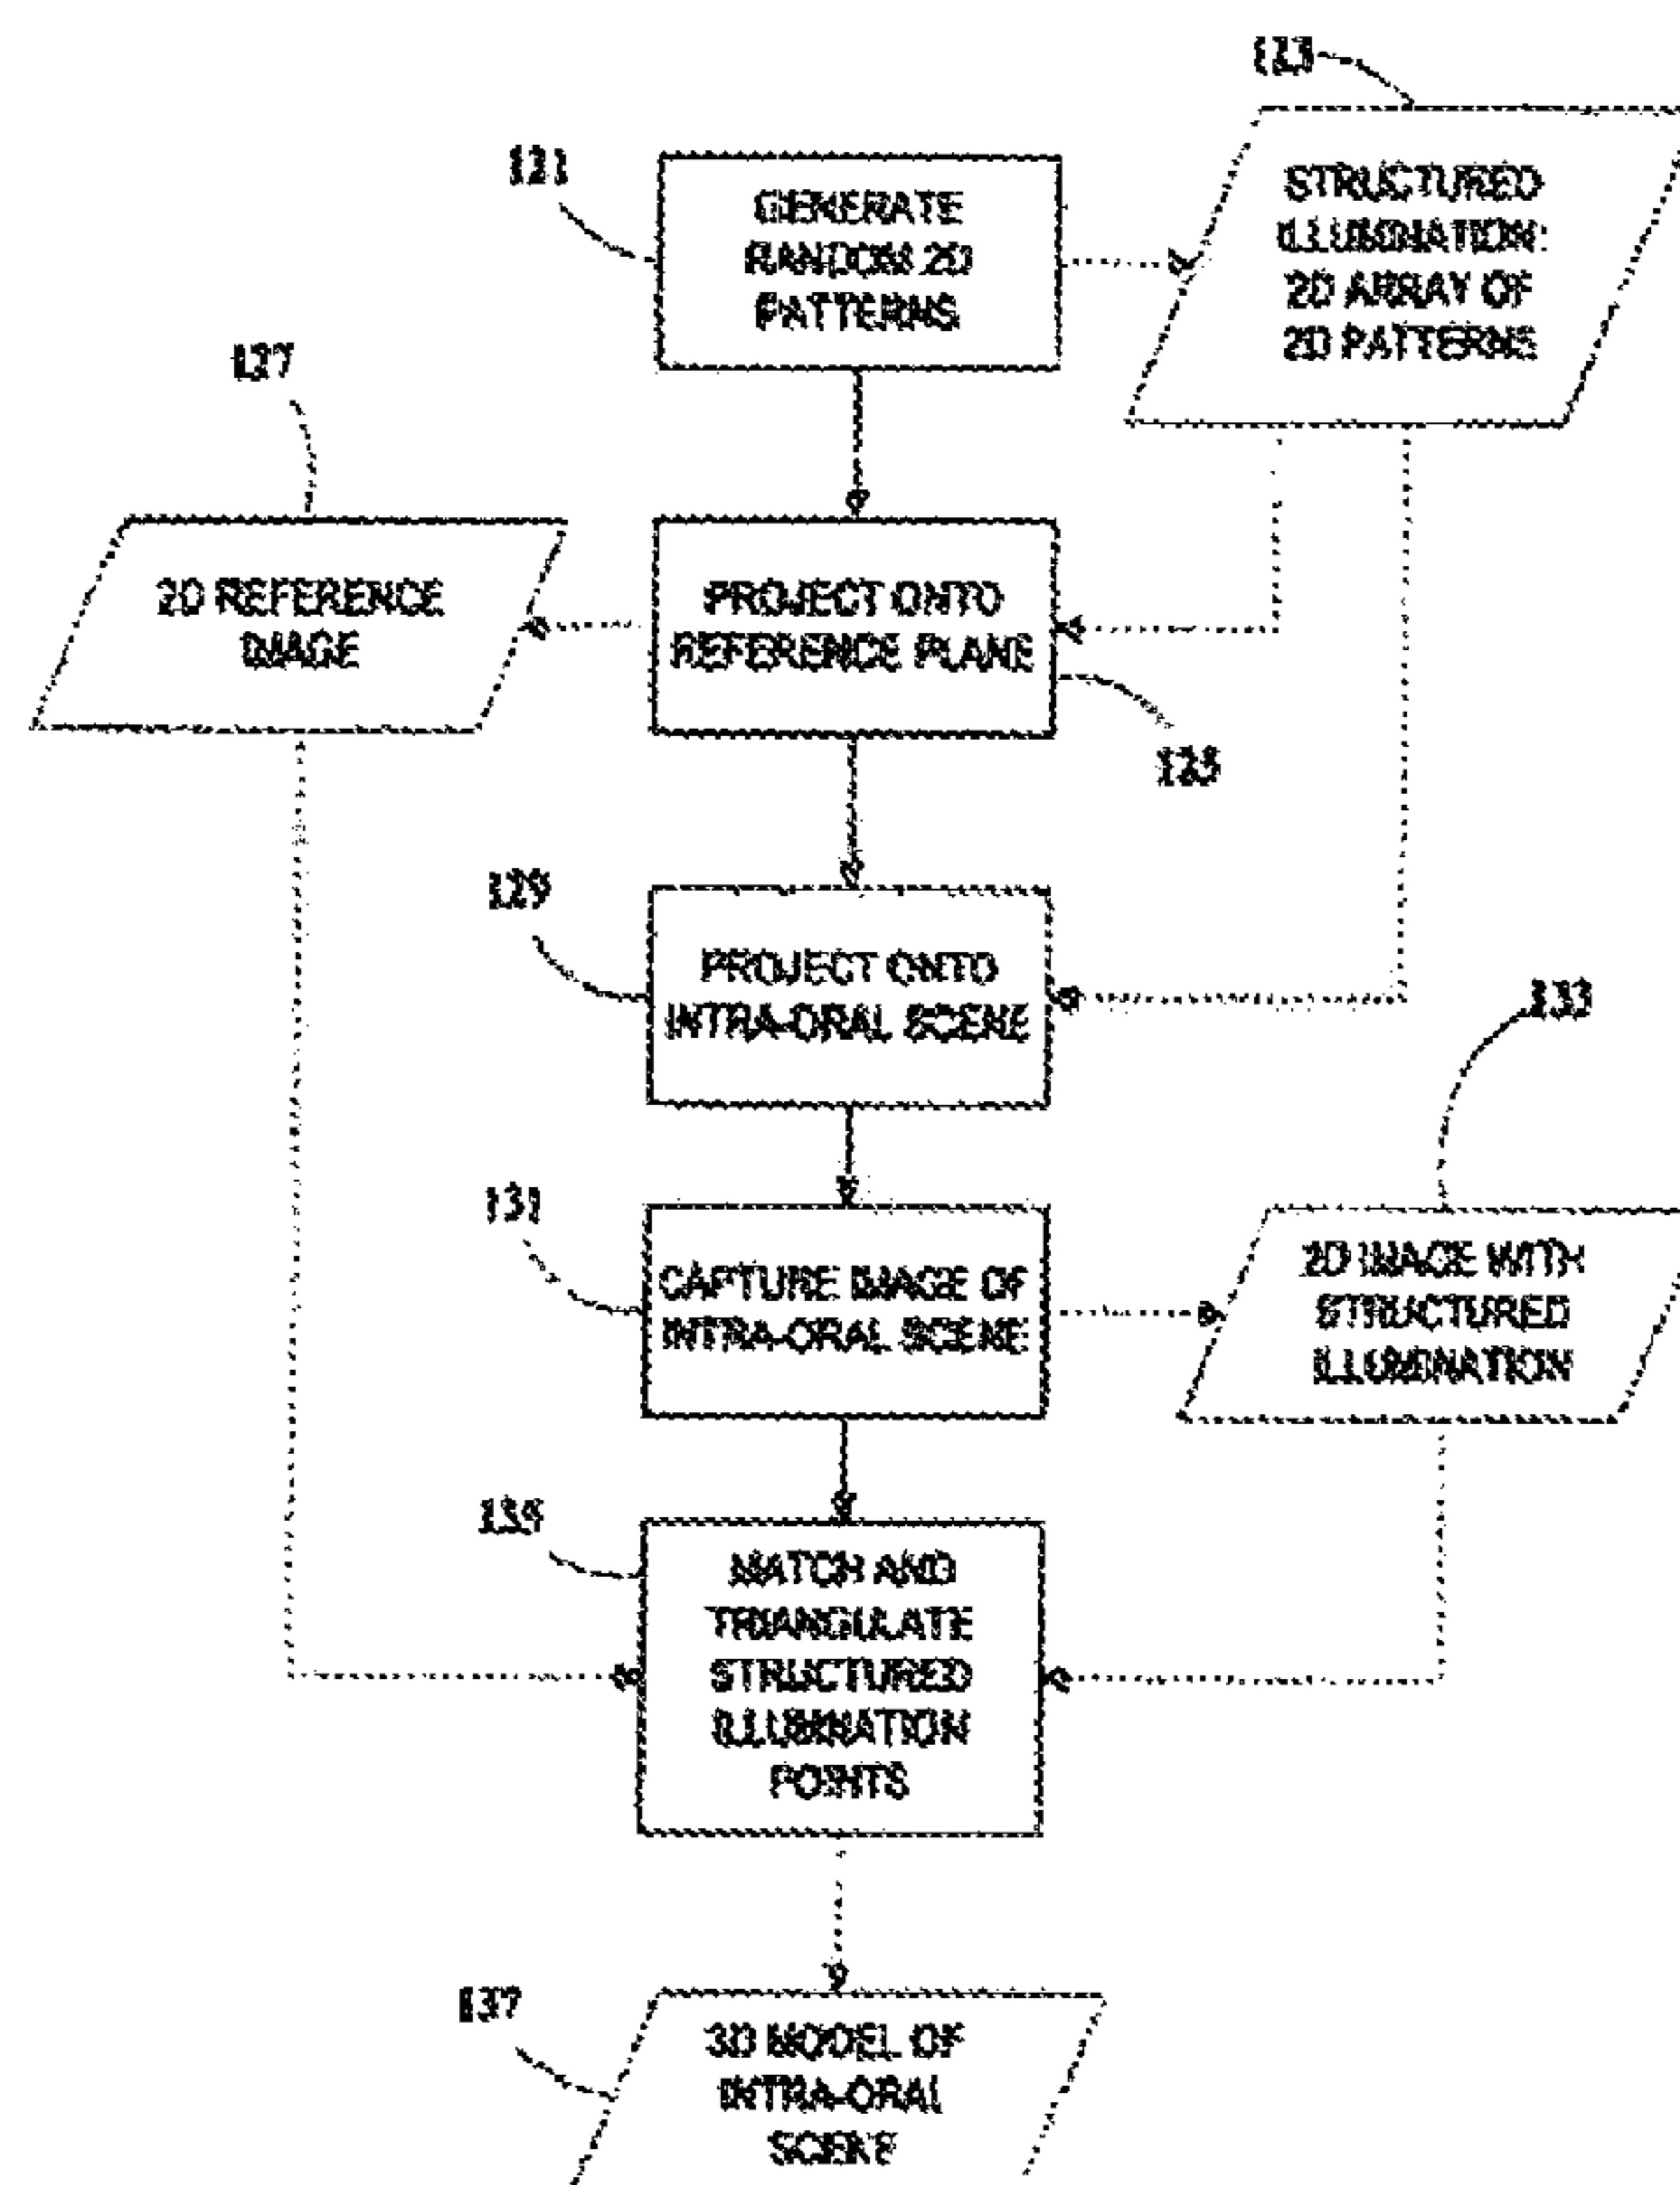 123
121
GENERATE
RANDOM 2D
PATTERNS
STRUCTURED
ILLUMINATION:
2D ARRAY OF
2D PATTERNS
127
2D REFERENCE
IMAGE
PROJECT ONTO
REFERENCE PLANE
125
129
PROJECT ONTO
INTRA-ORAL SCENE
133
131
CAPTURE IMAGE OF
INTRA-ORAL SCENE
2D IMAGE WITH
STRUCTURED
ILLUMINATION
135
MATCH AND
TRIANGULATE
STRUCTURED
ILLUMINATION
POINTS
137
3D MODEL OF
INTRA-ORAL
SCENE